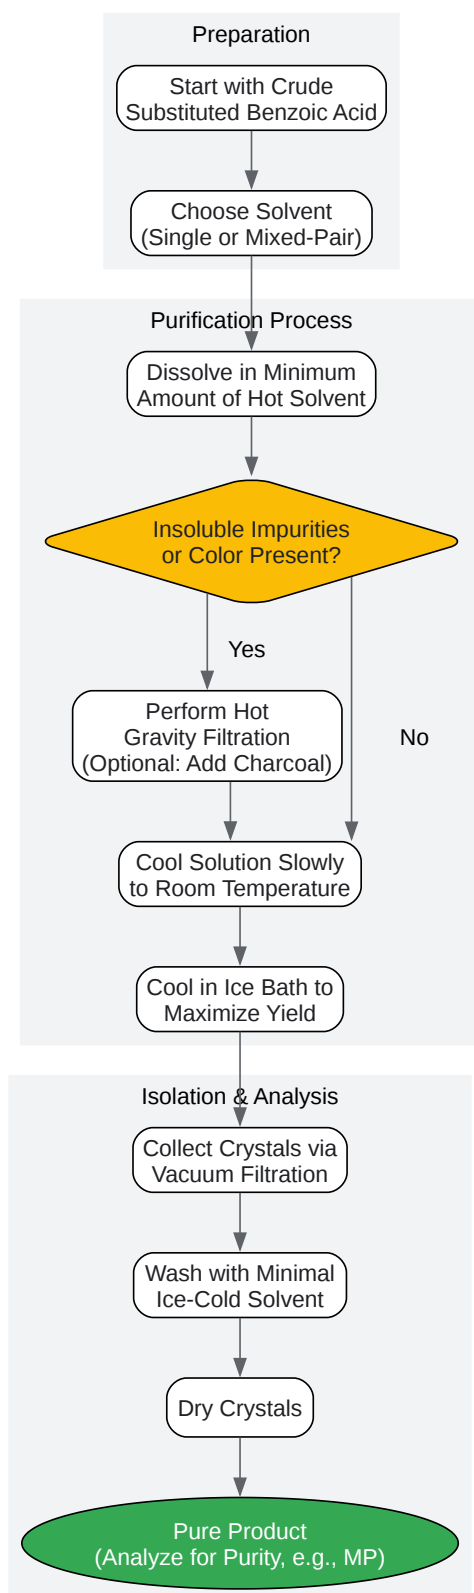 Preparation
Start with Crude
Substituted Benzoic Acid
Choose Solvent
(Single or Mixed-Pair)
Purification Process
Dissolve in Minimum
Amount of Hot Solvent
Insoluble Impurities
or Color Present?
Yes
Perform Hot
Gravity Filtration
(Optional: Add Charcoal)
No
Cool Solution Slowly
to Room Temperature
Cool in Ice Bath to
Maximize Yield
Isolation & Analysis
Collect Crystals via
Vacuum Filtration
Wash with Minimal
Ice-Cold Solvent
Dry Crystals
Pure Product
(Analyze for Purity, e.g., MP)